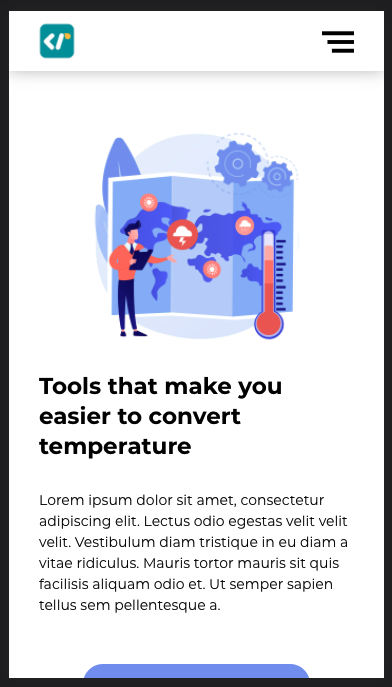 Tools that make you
easier to convert
temperature
Lorem ipsum dolor sit amet, consectetur
adipiscing elit. Lectus odio egestas velit velit
velit. Vestibulum diam tristique in eu diam a
vitae ridiculus. Mauris tortor mauris sit quis
facilisis aliquam odio et. Ut semper sapien
tellus sem pellentesque a.